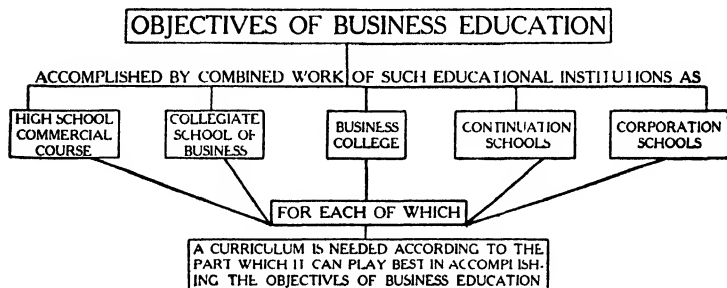 OBJECTIVES OF BUSINESS EDUCATION
ACCOMPLISHED BY COMBINED WORK OF SUCH EDUCATIONAL INSTITUTIONS AS
HIGH SCHOOL
COMMERCIAL
COURSE
COLLEGIATE
SCHOOL OF
BUSINESS
BUSINESS
COLLEGE
CONTINUATION
SCHOOLS
CORPORATION
SCHOOLS
FOR EACH OF WHICH
A CURRICULUM IS NEEDED ACCORDING TO THE
PART WHICH IT CAN PLAY BEST IN ACCOMPLISH-
ING THE OBJECTIVES OF BUSINESS EDUCATION